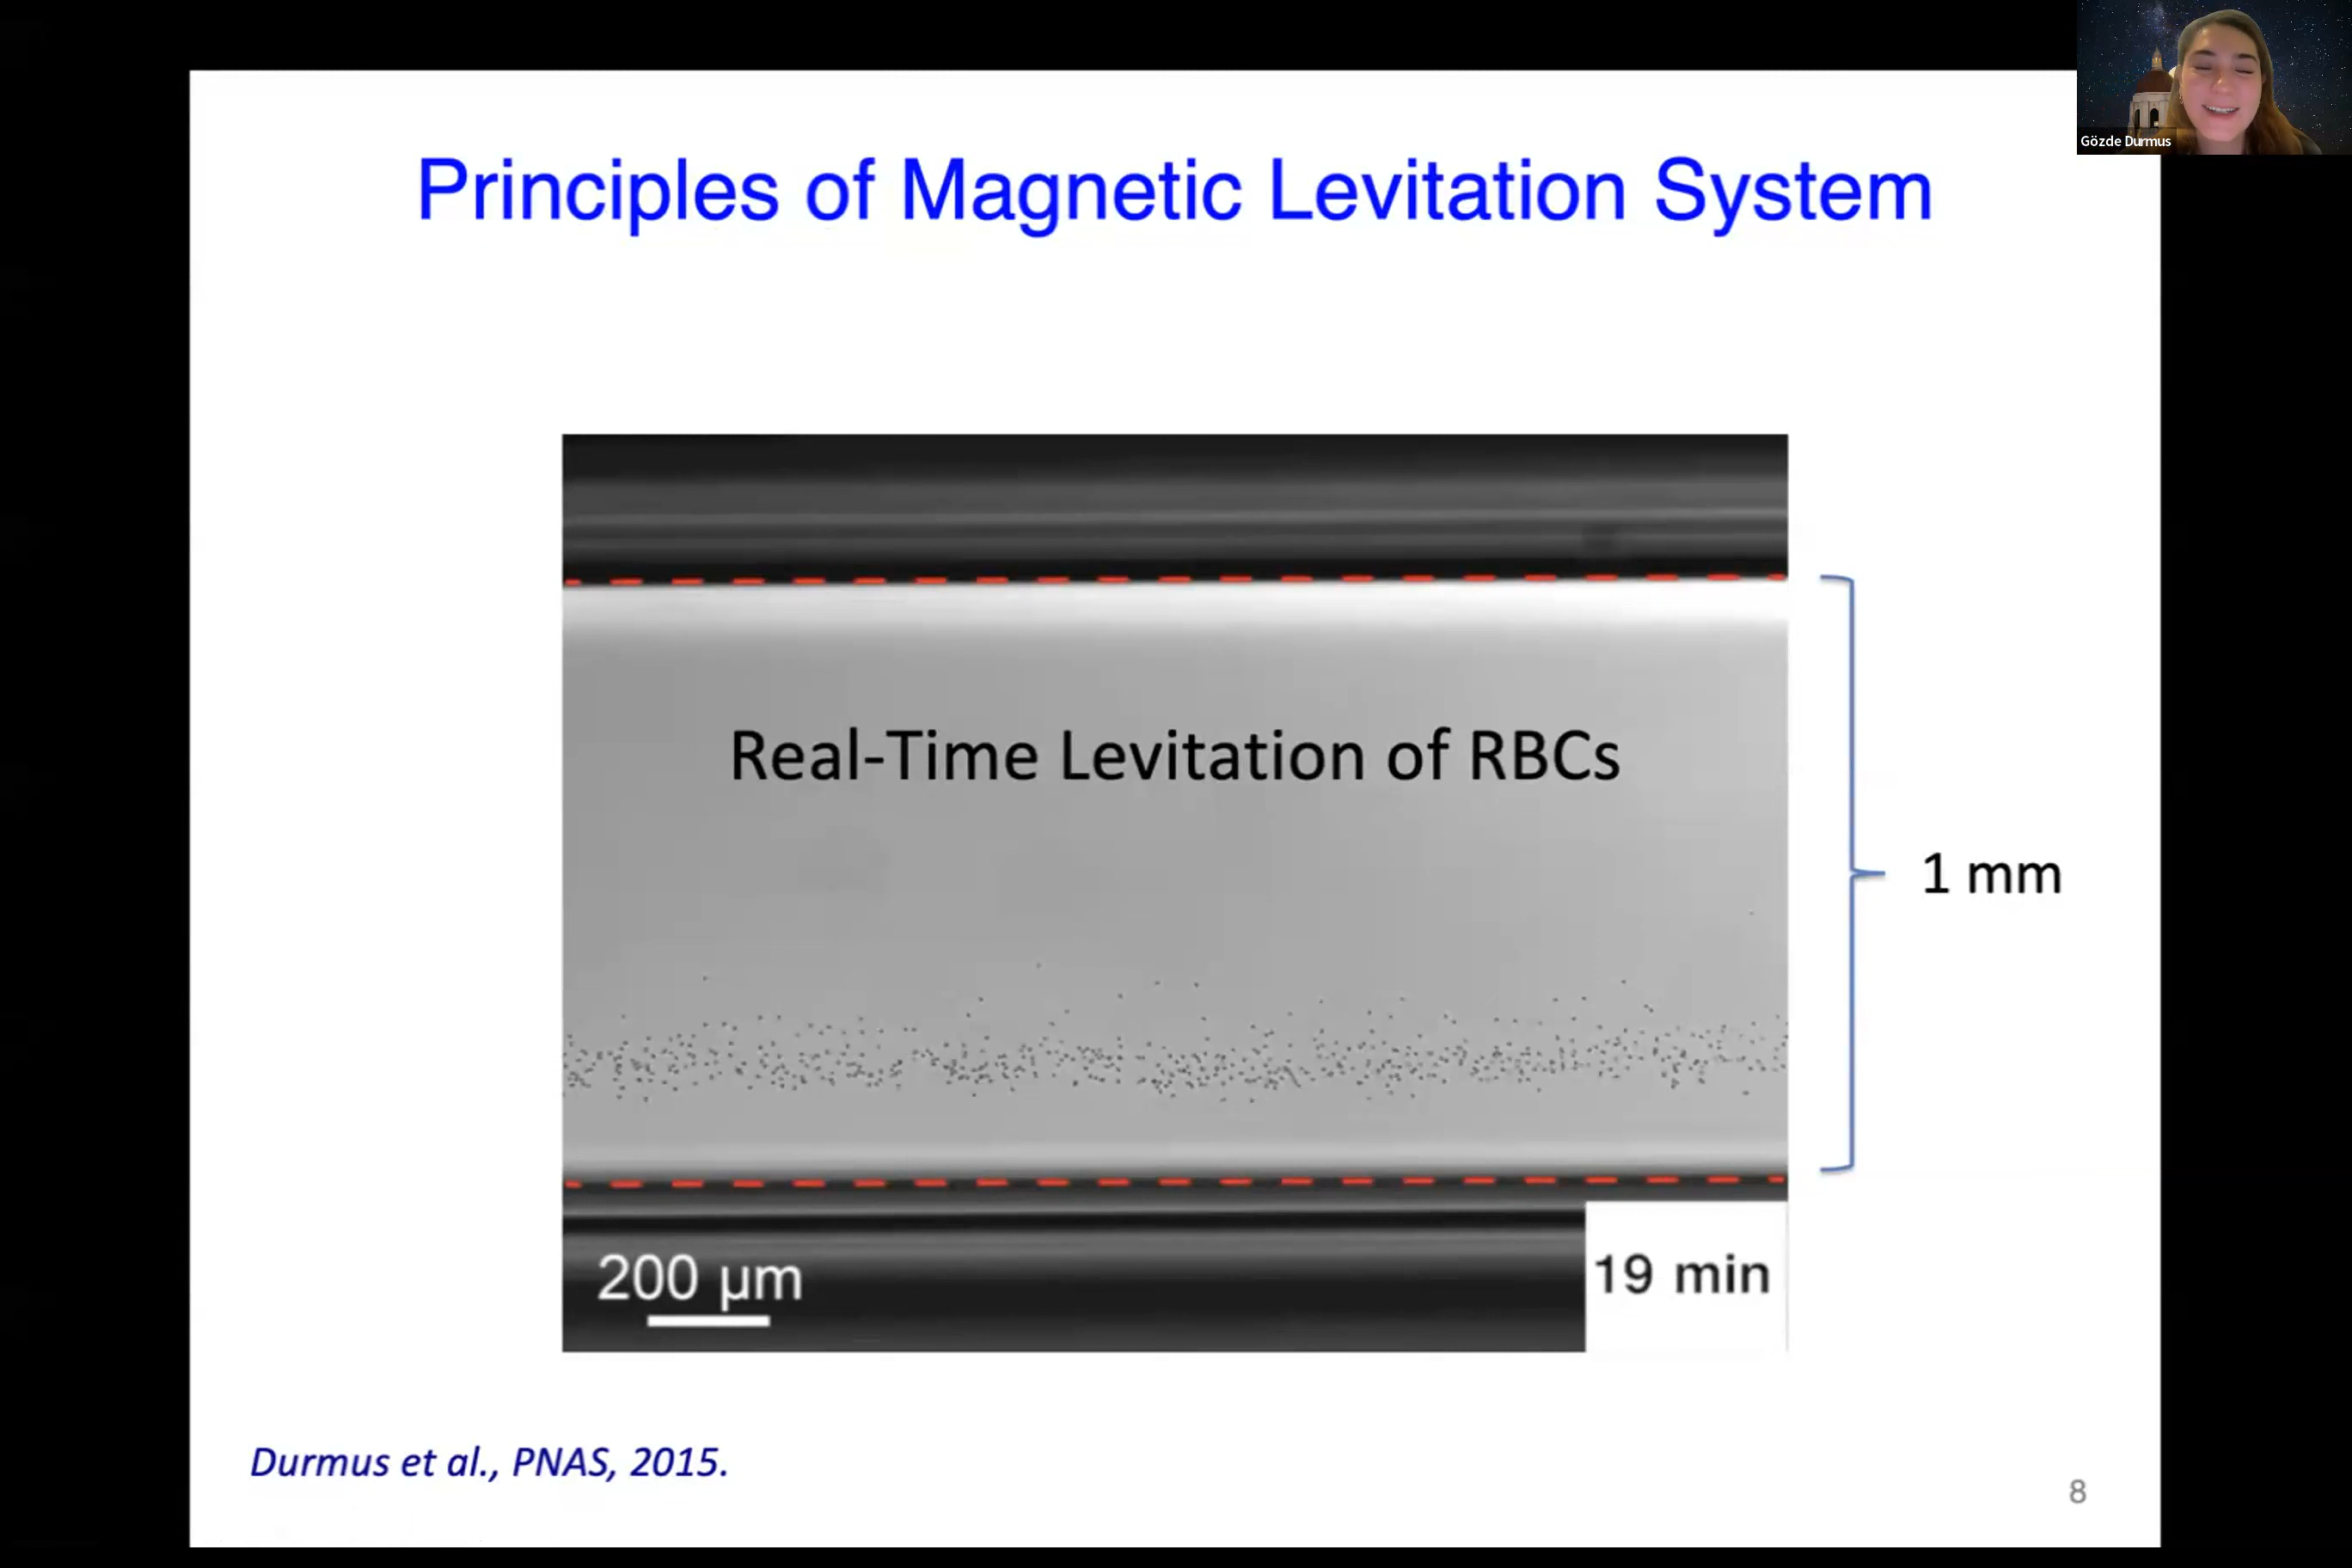 Gözde Durmus
Principles of Magnetic Levitation System
Real-Time Levitation of RBCs
1 mm
200 µm
19 min
Durmus et al., PNAS, 2015.
8